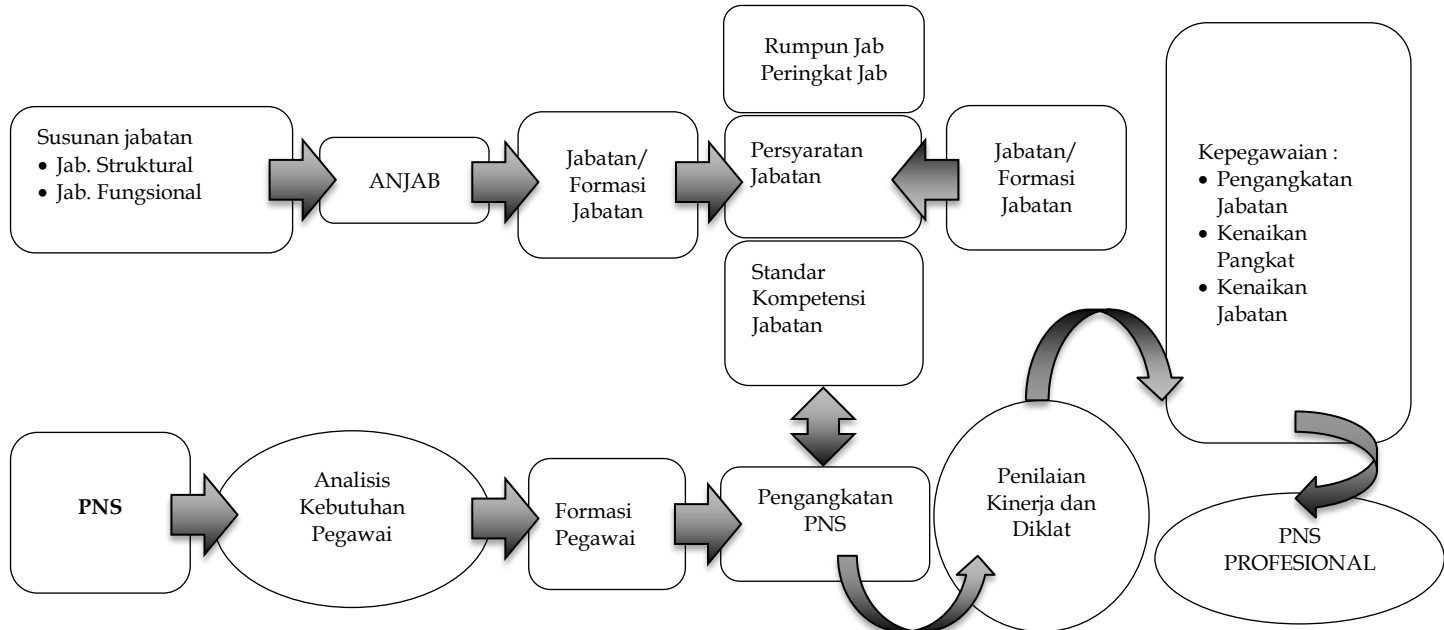 Rumpun Jab
Peringkat Jab
Susunan jabatan
• Jab. Struktural
• Jab. Fungsional
ANJAB
Jabatan/
Formasi
Jabatan
Persyaratan
Jabatan
Jabatan/
Formasi
Jabatan
Kepegawaian :
• Pengangkatan
Jabatan
• Kenaikan
Pangkat
• Kenaikan
Jabatan
Standar
Kompetensi
Jabatan
PNS
Analisis
Kebutuhan
Pegawai
Formasi
Pegawai
Pengangkatan
PNS
Penilaian
Kinerja dan
Diklat
PNS
PROFESIONAL